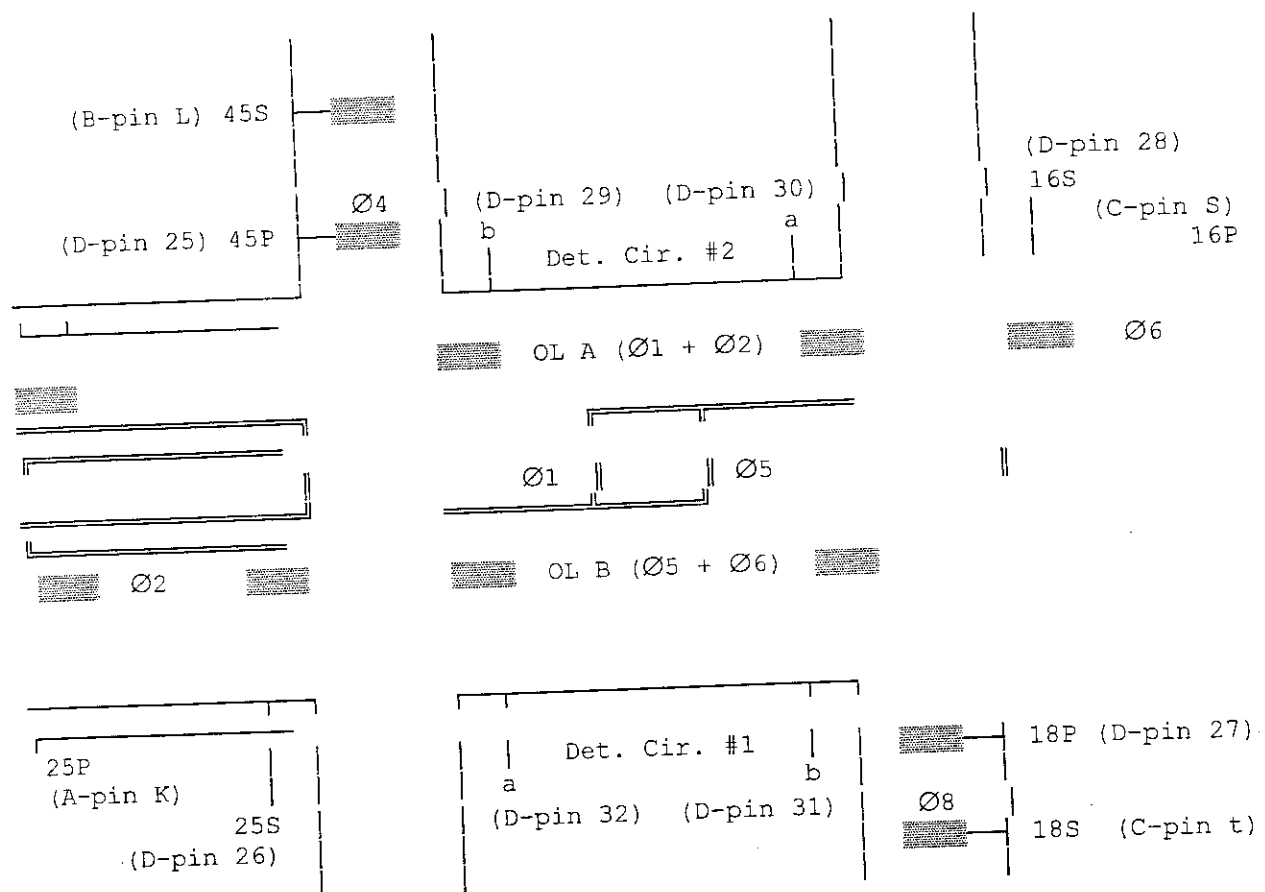 (B-pin L) 45S
(D-pin 28)
16S
(D-pin 29) (D-pin 30)
Ø4
(C-pin S)
16P
(D-pin 25) 45P
b
a
Det. Cir. #2
OL A (Ø1 + Ø2)
Ø6
Ø1
Ø5
Ø2
OL B (Ø5 + Ø6)
25P
(A-pin K)
25S
(D-pin 26)
Det. Cir. #1
a
b
(D-pin 32) (D-pin 31)
18P (D-pin 27)
Ø8
18S (C-pin t)